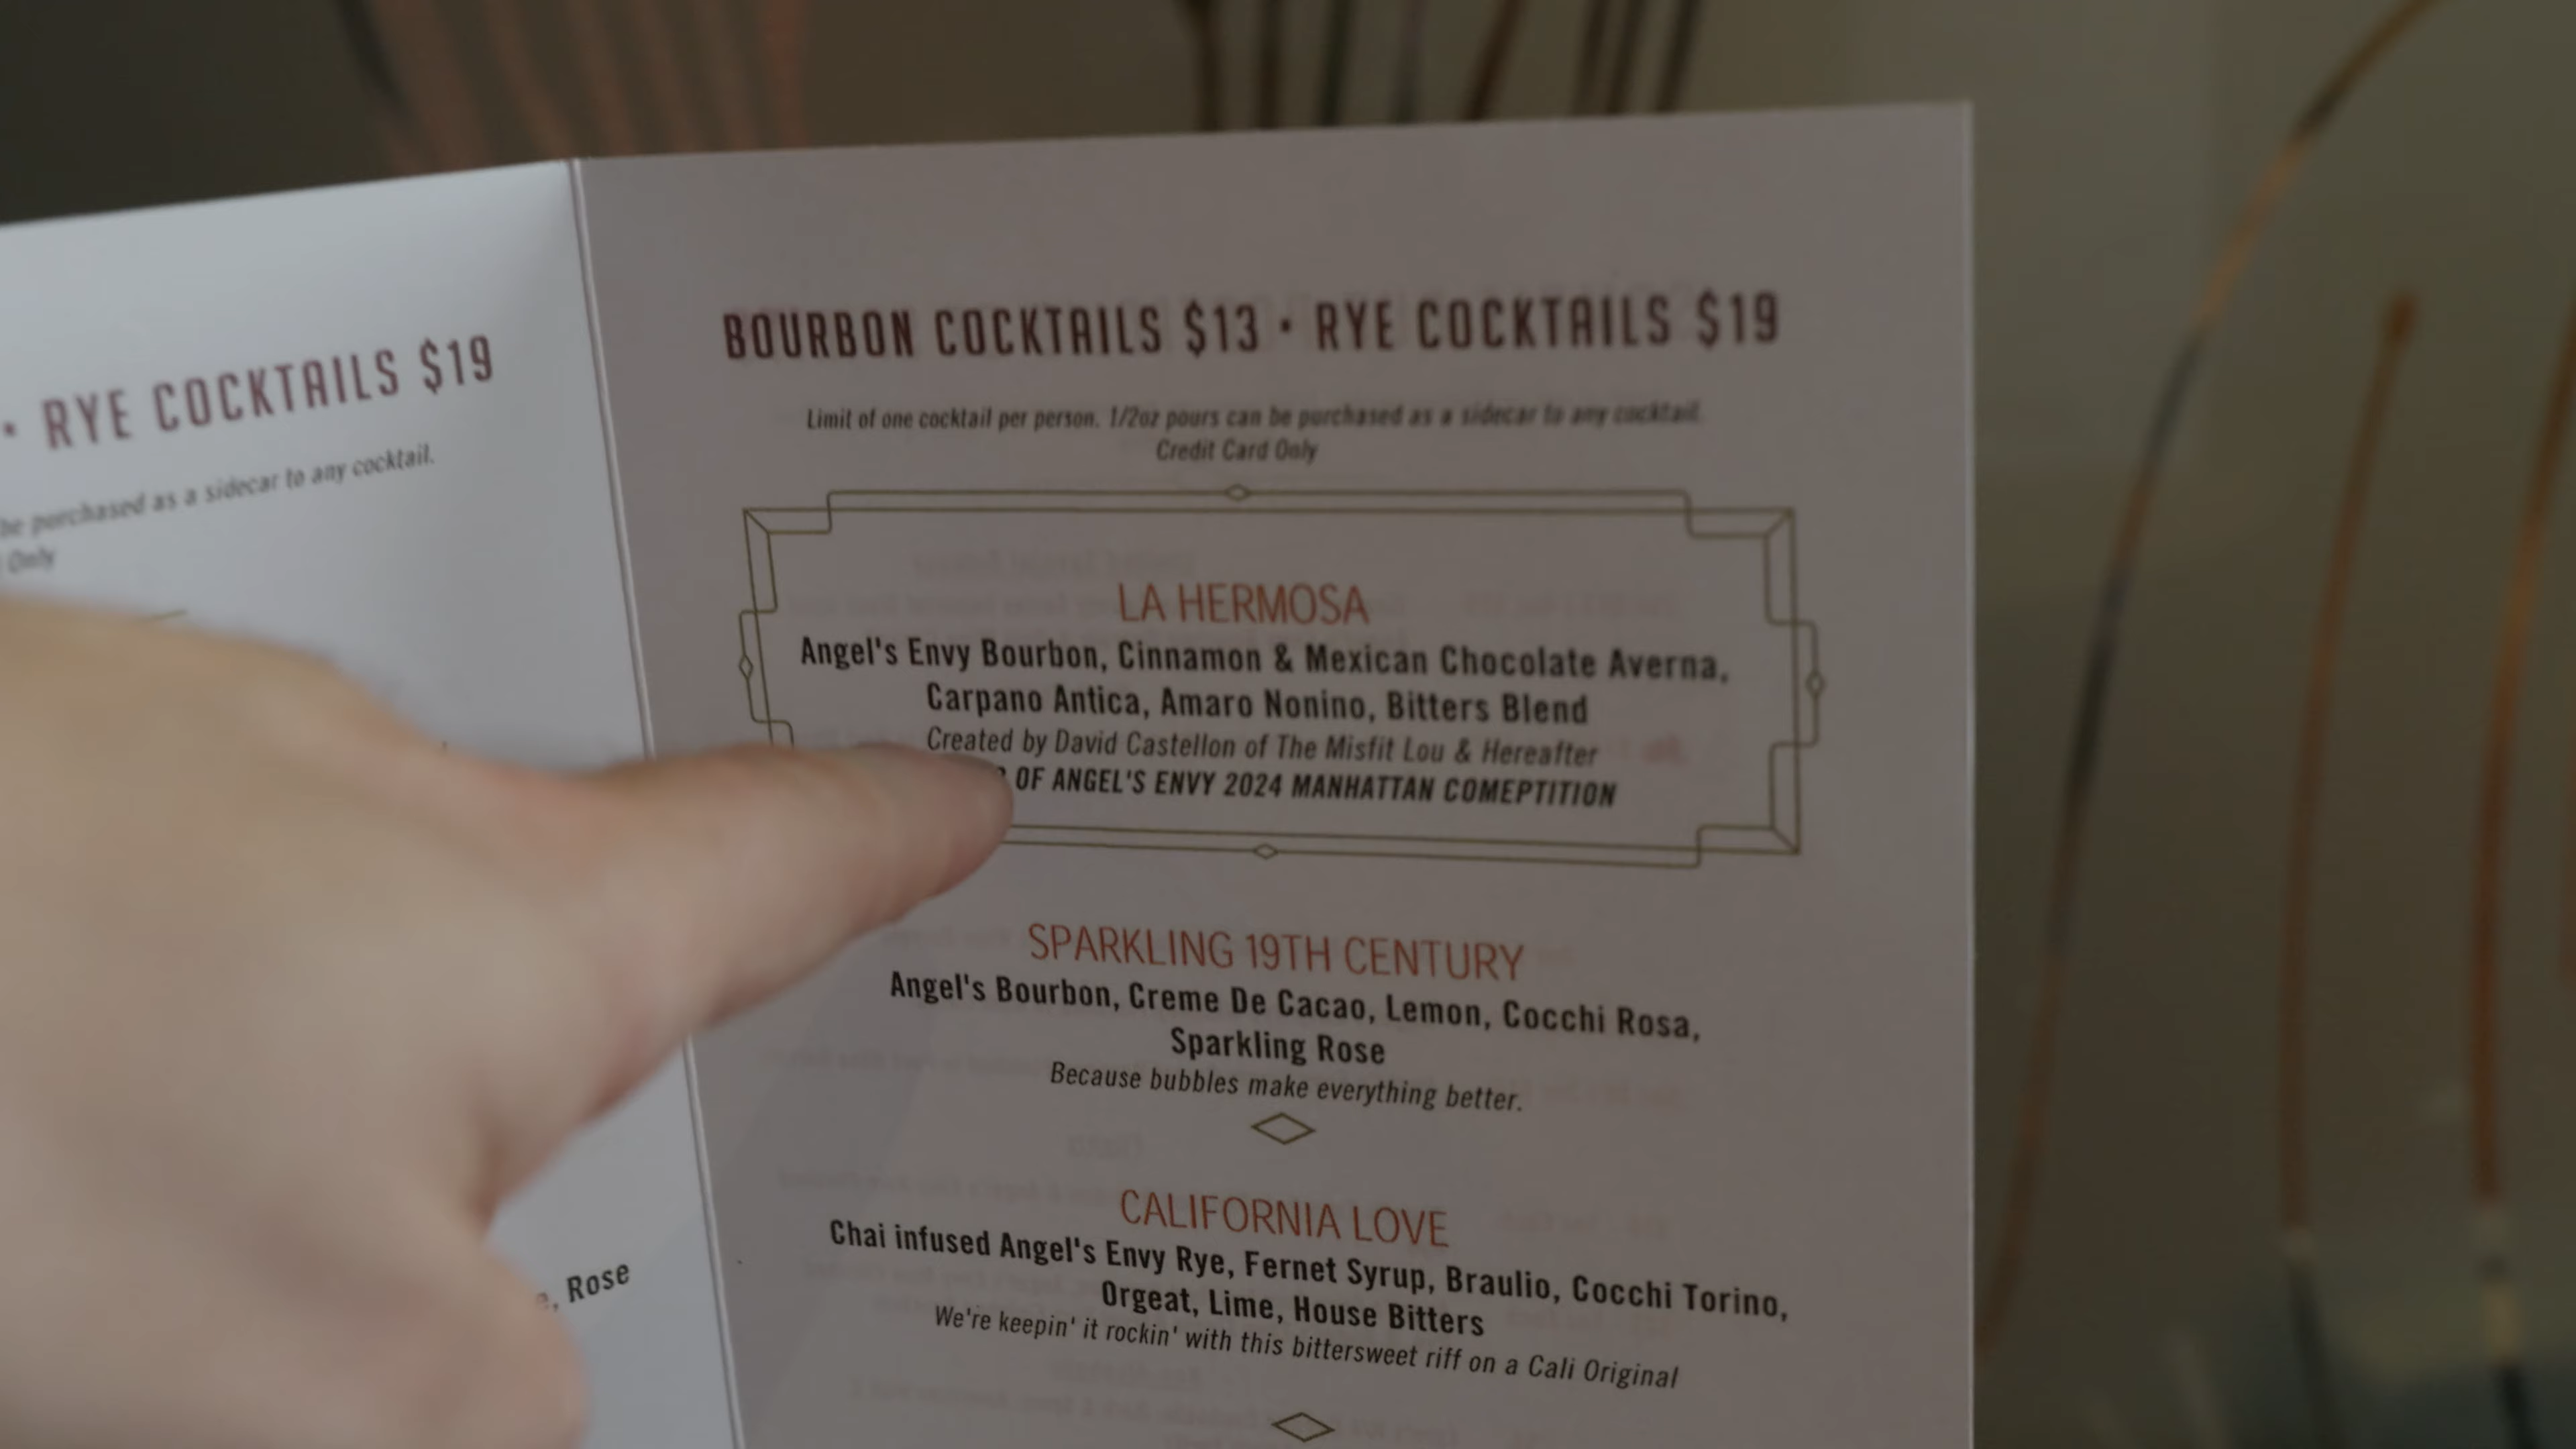 • RYE COCKTAILS $19
be purchased as a sidecar to any cocktail.
Only
e, Rose
BOURBON COCKTAILS $13 • RYE COCKTAILS $19
Limit of one cocktail per person. 1/2oz pours can be purchased as a sidecar to any cocktail.
Credit Card Only
LA HERMOSA
Angel's Envy Bourbon, Cinnamon & Mexican Chocolate Averna,
Carpano Antica, Amaro Nonino, Bitters Blend
Created by David Castellon of The Misfit Lou & Hereafter
OF ANGEL'S ENVY 2024 MANHATTAN COMEPTITION
SPARKLING 19TH CENTURY
Angel's Bourbon, Creme De Cacao, Lemon, Cocchi Rosa,
Sparkling Rose
Because bubbles make everything better.
CALIFORNIA LOVE
Chai infused Angel's Envy Rye, Fernet Syrup, Braulio, Cocchi Torino,
Orgeat, Lime, House Bitters
We're keepin' it rockin' with this bittersweet riff on a Cali Original